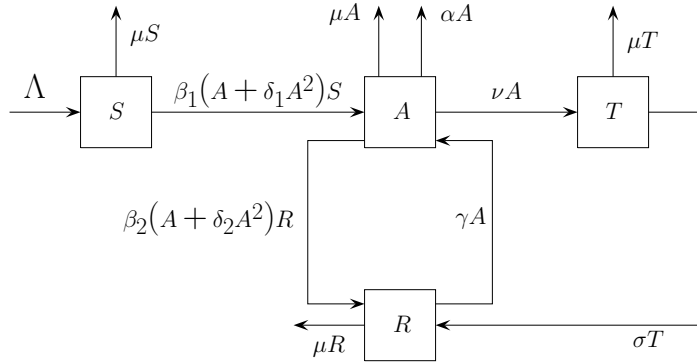 μA αA
μS μT
Λ β₁(A + δ₁A²)S νA
S A T
β₂(A + δ₂A²)R γA
R
μR σT